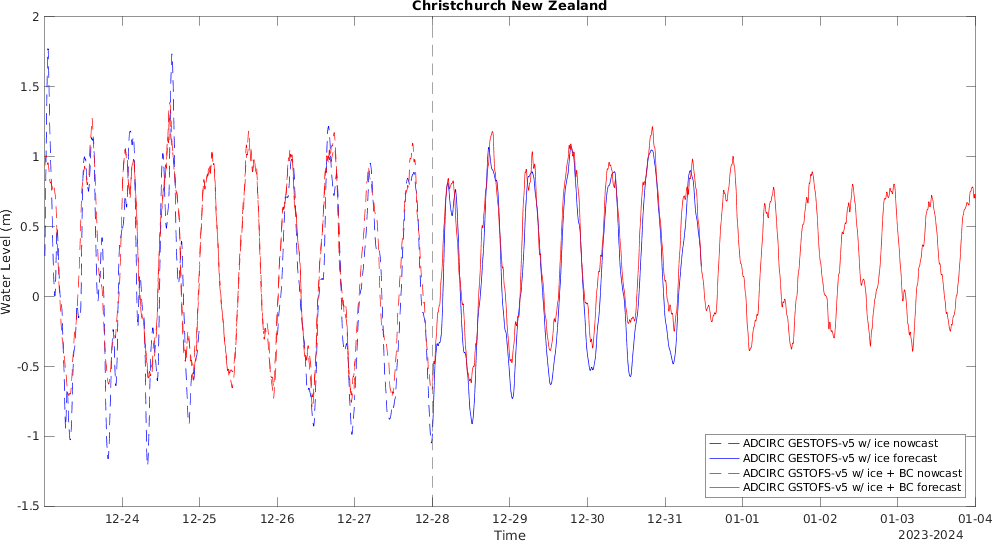 Christchurch New Zealand
2
1.5
1
0.5
0
-0.5
-1
-1.5
Water Level (m)
ADCIRC GESTOFS-v5 w/ ice nowcast
ADCIRC GESTOFS-v5 w/ ice forecast
ADCIRC GSTOFS-v5 w/ ice + BC nowcast
ADCIRC GSTOFS-v5 w/ ice + BC forecast
12-24 12-25 12-26 12-27 12-28 12-29 12-30 12-31 01-01 01-02 01-03 01-04
Time
2023-2024